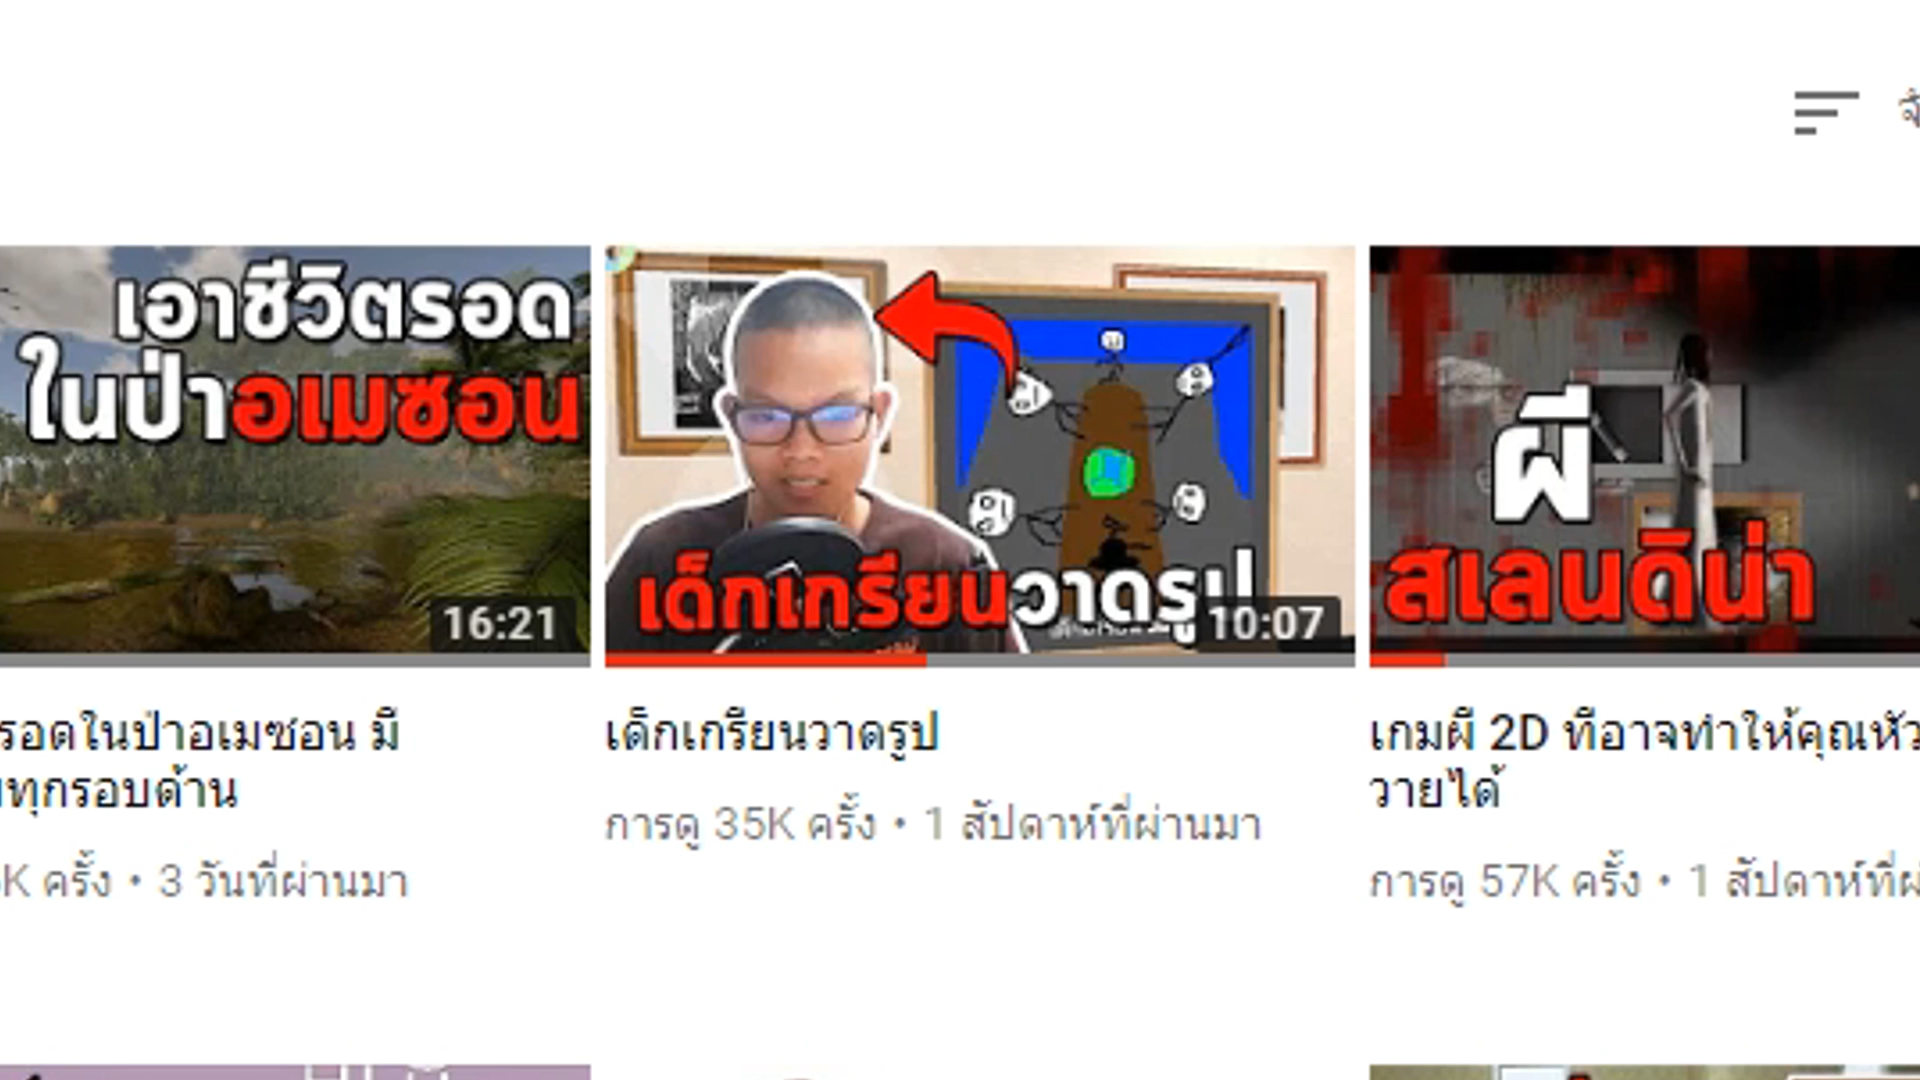 เอาชีวิตรอด
ในป่าอเมซอน
16:21
เด็กเกรียนวาดรูป
10:07
ผี
สเลนดิน่า
รอดในป่าอเมซอน มี
ทุกรอบด้าน
K ครั้ง • 3 วันที่ผ่านมา
เด็กเกรียนวาดรูป
การดู 35K ครั้ง • 1 สัปดาห์ที่ผ่านมา
เกมผี 2D ที่อาจทำให้คุณหัว
วายได้
การดู 57K ครั้ง • 1 สัปดาห์ที่